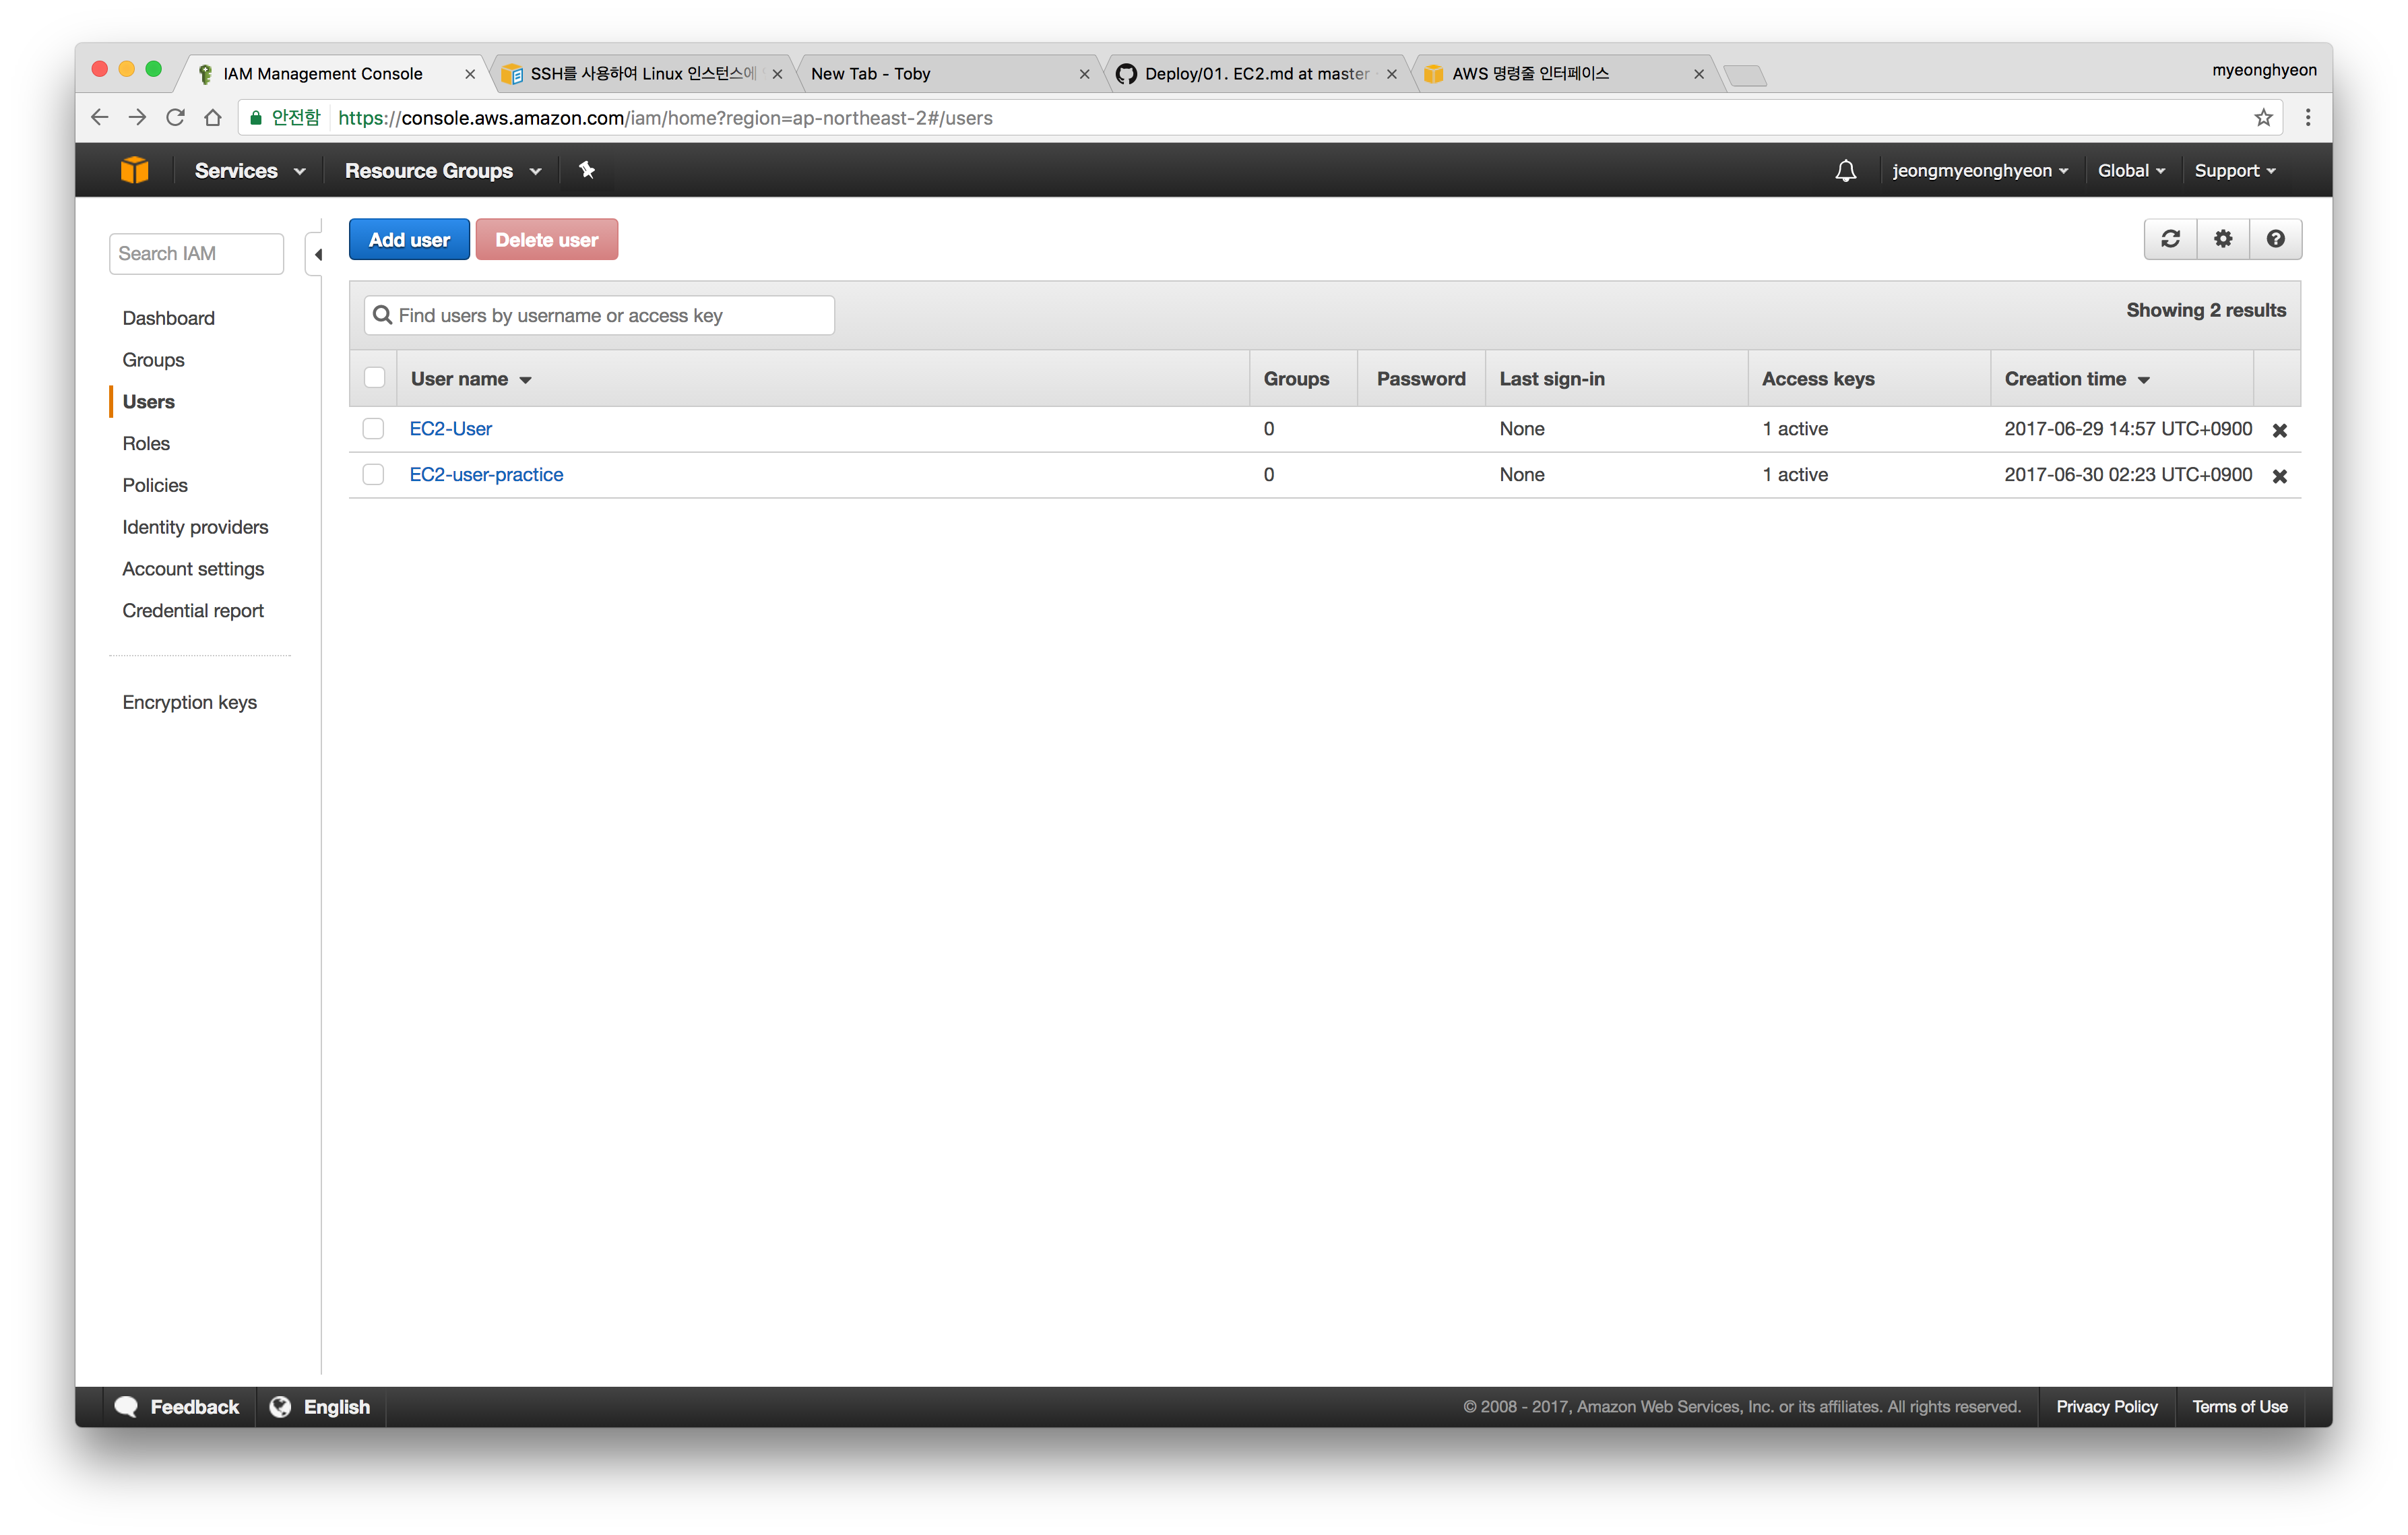 IAM Management Console
SSH를 사용하여 Linux 인스턴스에
New Tab - Toby
Deploy/01. EC2.md at master
AWS 명령줄 인터페이스
myeonghyeon
안전함 https://console.aws.amazon.com/iam/home?region=ap-northeast-2#/users
Services Resource Groups jeongmyeonghyeon Global Support
Search IAM
Dashboard
Groups
Users
Roles
Policies
Identity providers
Account settings
Credential report
Encryption keys
Add user Delete user
Find users by username or access key Showing 2 results
User name Groups Password Last sign-in Access keys Creation time
EC2-User 0 None 1 active 2017-06-29 14:57 UTC+0900
EC2-user-practice 0 None 1 active 2017-06-30 02:23 UTC+0900
Feedback English © 2008 - 2017, Amazon Web Services, Inc. or its affiliates. All rights reserved. Privacy Policy Terms of Use